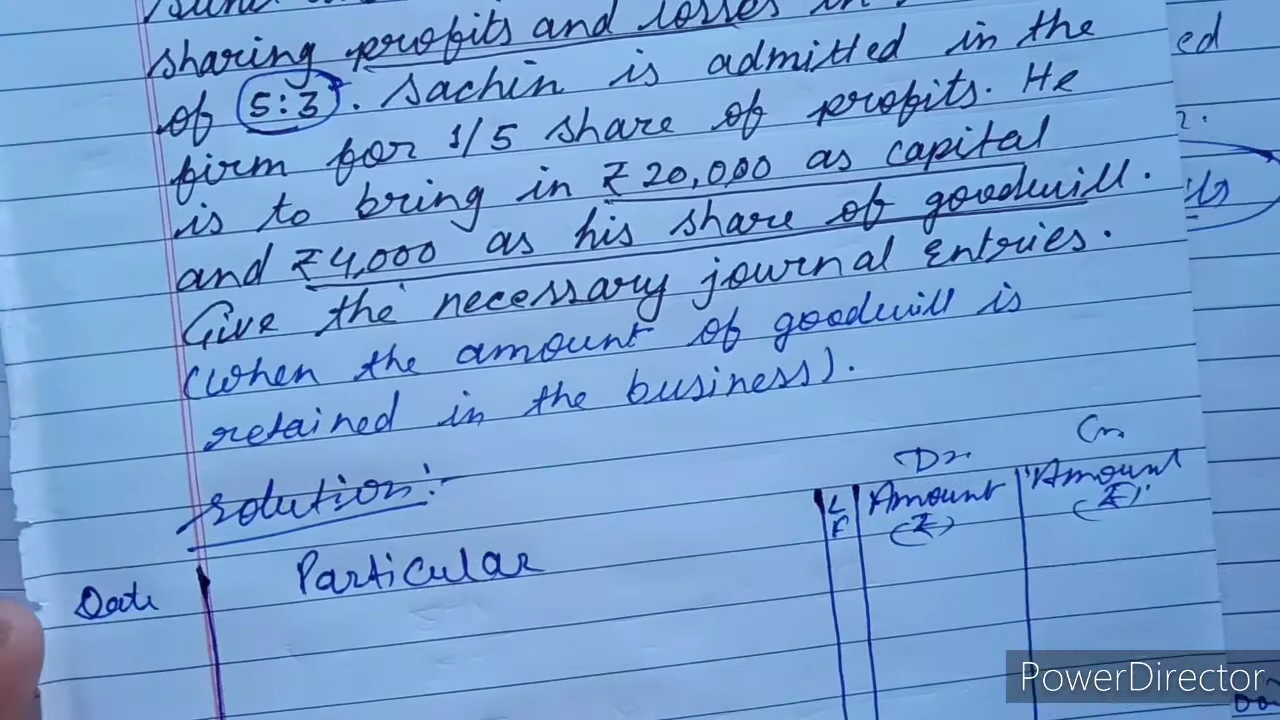 sharing profits and losses in
of 5:3. Sachin is admitted in the
firm for 1/5 share of profits. He
is to bring in ₹20,000 as capital
and ₹4,000 as his share of goodwill.
Give the necessary journal entries.
(When the amount of goodwill is
retained in the business).
Solution:-
Date Particular L F Dr. Amount (₹) Cr. Amount (₹)
ed
PowerDirector